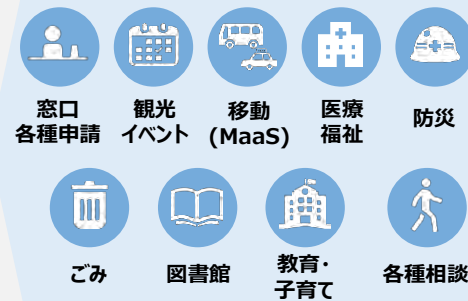 窓口
各種申請
観光
イベント
移動
(MaaS)
医療
福祉
防災
ごみ
図書館
教育・
子育て
各種相談